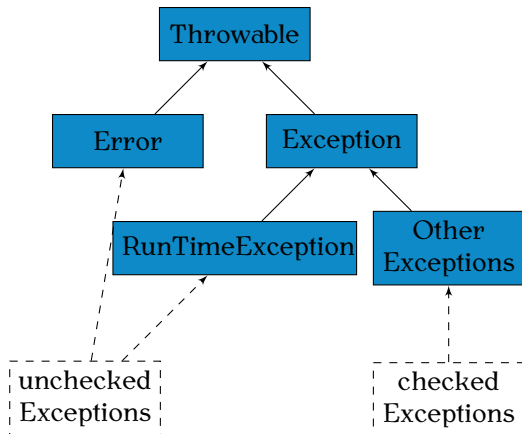 Throwable
Error
Exception
RunTimeException
Other
Exceptions
unchecked
Exceptions
checked
Exceptions